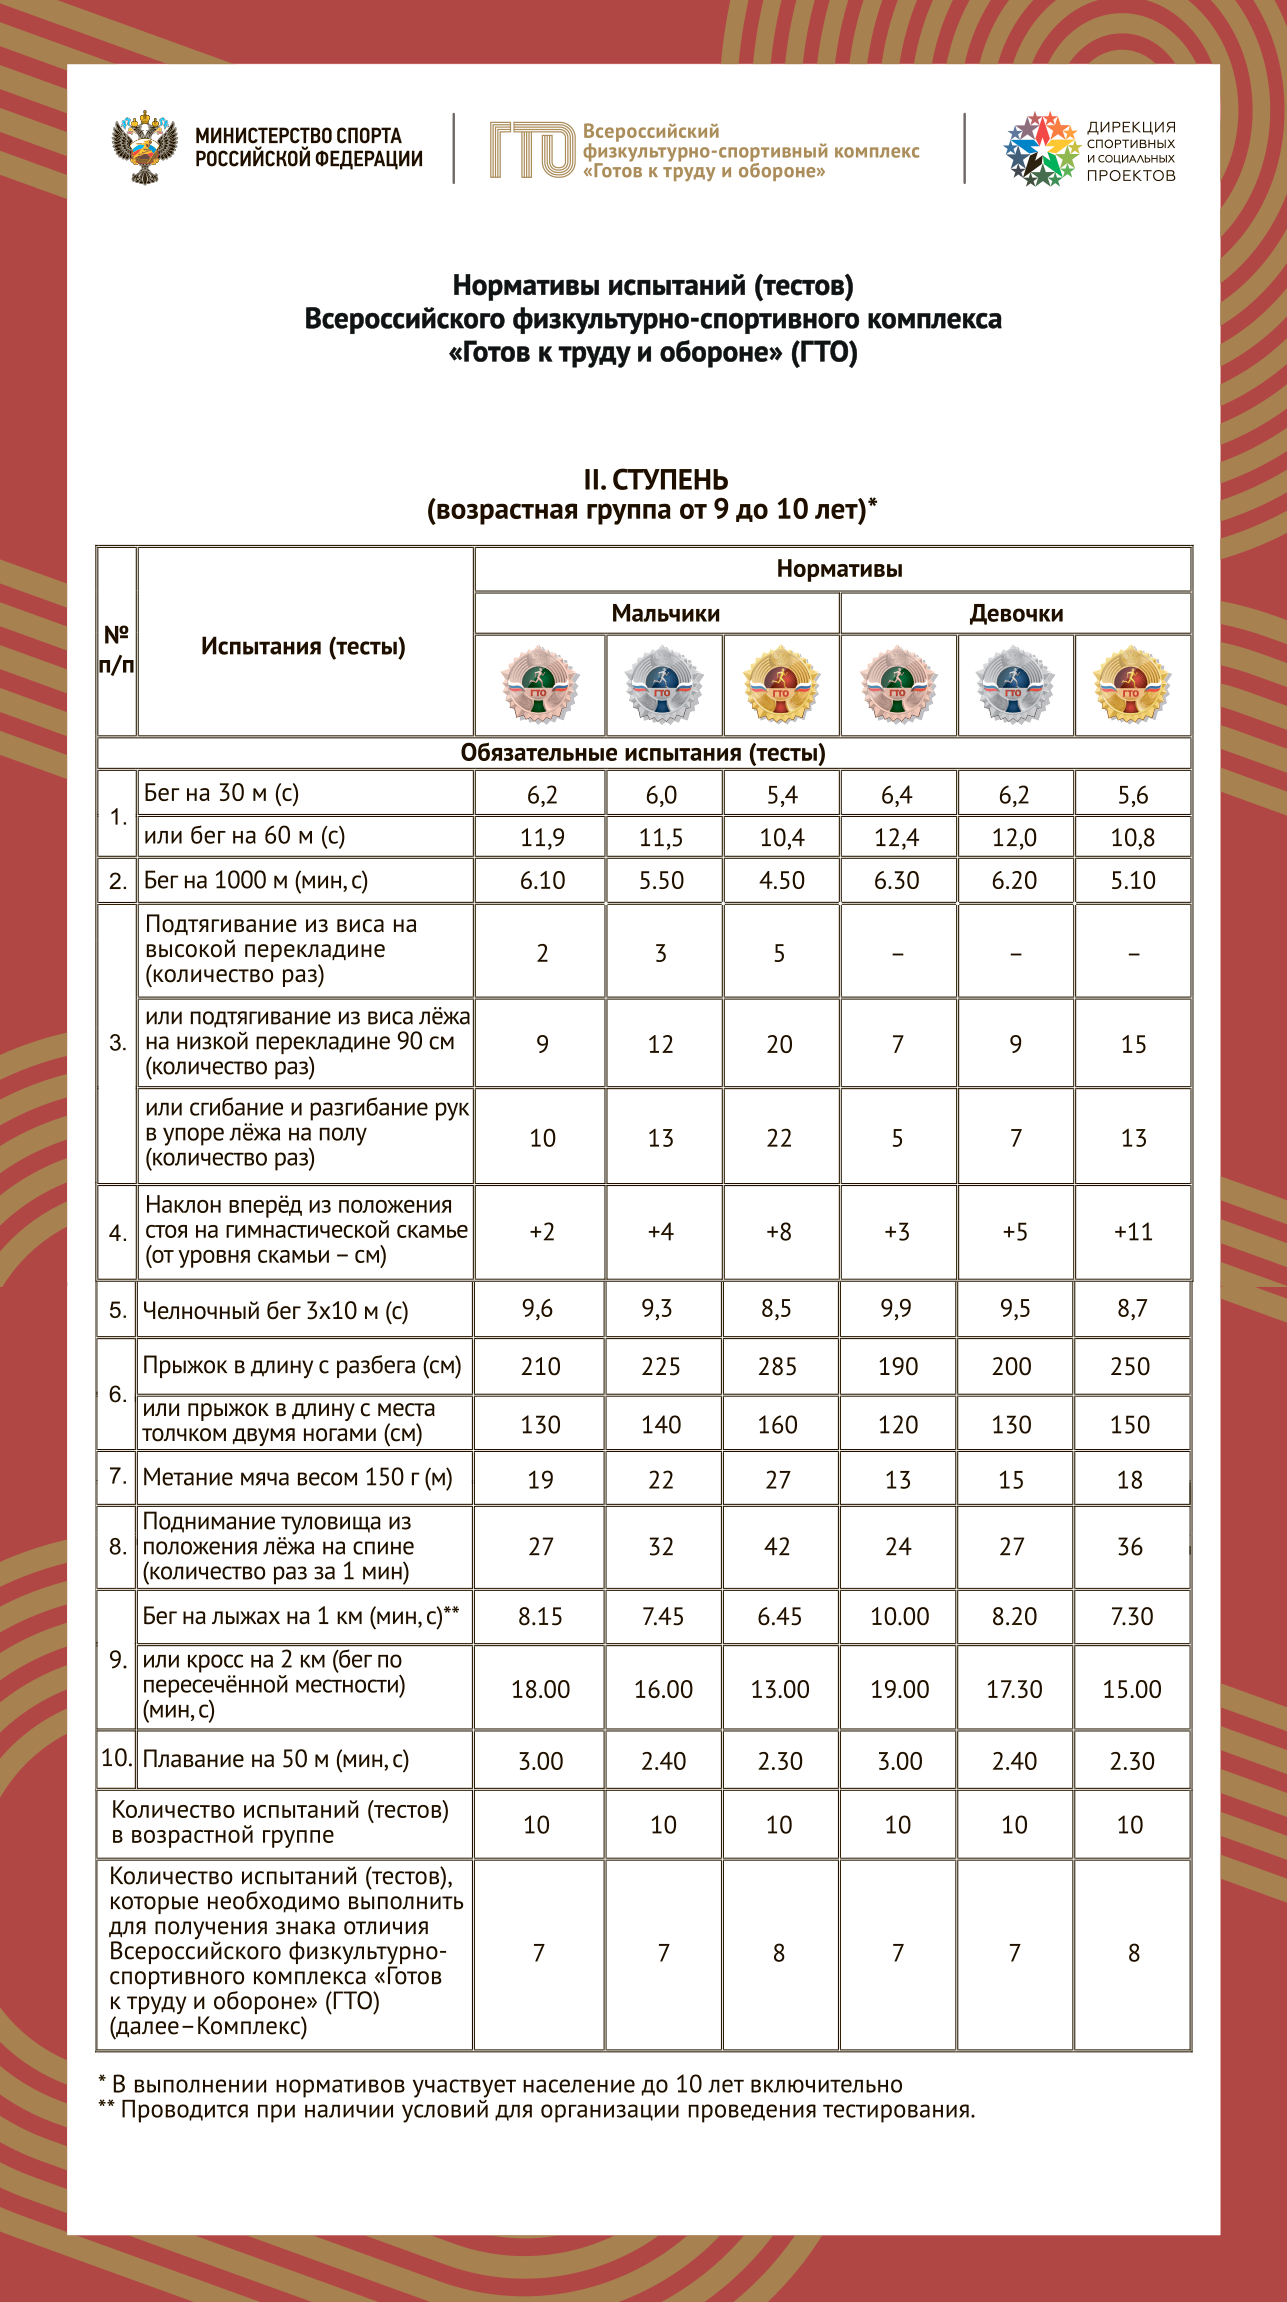 МИНИСТЕРСТВО СПОРТА
РОССИЙСКОЙ ФЕДЕРАЦИИ
ГТО
Всероссийский
физкультурно-спортивный комплекс
«Готов к труду и обороне»
ДИРЕКЦИЯ
СПОРТИВНЫХ
И СОЦИАЛЬНЫХ
ПРОЕКТОВ
Нормативы испытаний (тестов)
Всероссийского физкультурно-спортивного комплекса
«Готов к труду и обороне» (ГТО)
II. СТУПЕНЬ
(возрастная группа от 9 до 10 лет)*
№
п/п
Испытания (тесты)
Нормативы
Мальчики Девочки
ГТО ГТО ГТО ГТО ГТО ГТО
Обязательные испытания (тесты)
1. Бег на 30 м (с) 6,2 6,0 5,4 6,4 6,2 5,6
или бег на 60 м (с) 11,9 11,5 10,4 12,4 12,0 10,8
2. Бег на 1000 м (мин, с) 6.10 5.50 4.50 6.30 6.20 5.10
3.
Подтягивание из виса на
высокой перекладине
(количество раз)
2 3 5 – – –
или подтягивание из виса лёжа
на низкой перекладине 90 см
(количество раз)
9 12 20 7 9 15
или сгибание и разгибание рук
в упоре лёжа на полу
(количество раз)
10 13 22 5 7 13
4.
Наклон вперёд из положения
стоя на гимнастической скамье
(от уровня скамьи – см)
+2 +4 +8 +3 +5 +11
5. Челночный бег 3х10 м (с) 9,6 9,3 8,5 9,9 9,5 8,7
6. Прыжок в длину с разбега (см) 210 225 285 190 200 250
или прыжок в длину с места
толчком двумя ногами (см)
130 140 160 120 130 150
7. Метание мяча весом 150 г (м) 19 22 27 13 15 18
8.
Поднимание туловища из
положения лёжа на спине
(количество раз за 1 мин)
27 32 42 24 27 36
9. Бег на лыжах на 1 км (мин, с)** 8.15 7.45 6.45 10.00 8.20 7.30
или кросс на 2 км (бег по
пересечённой местности)
(мин, с)
18.00 16.00 13.00 19.00 17.30 15.00
10. Плавание на 50 м (мин, с) 3.00 2.40 2.30 3.00 2.40 2.30
Количество испытаний (тестов)
в возрастной группе
10 10 10 10 10 10
Количество испытаний (тестов),
которые необходимо выполнить
для получения знака отличия
Всероссийского физкультурно-
спортивного комплекса «Готов
к труду и обороне» (ГТО)
(далее–Комплекс)
7 7 8 7 7 8
* В выполнении нормативов участвует население до 10 лет включительно
** Проводится при наличии условий для организации проведения тестирования.